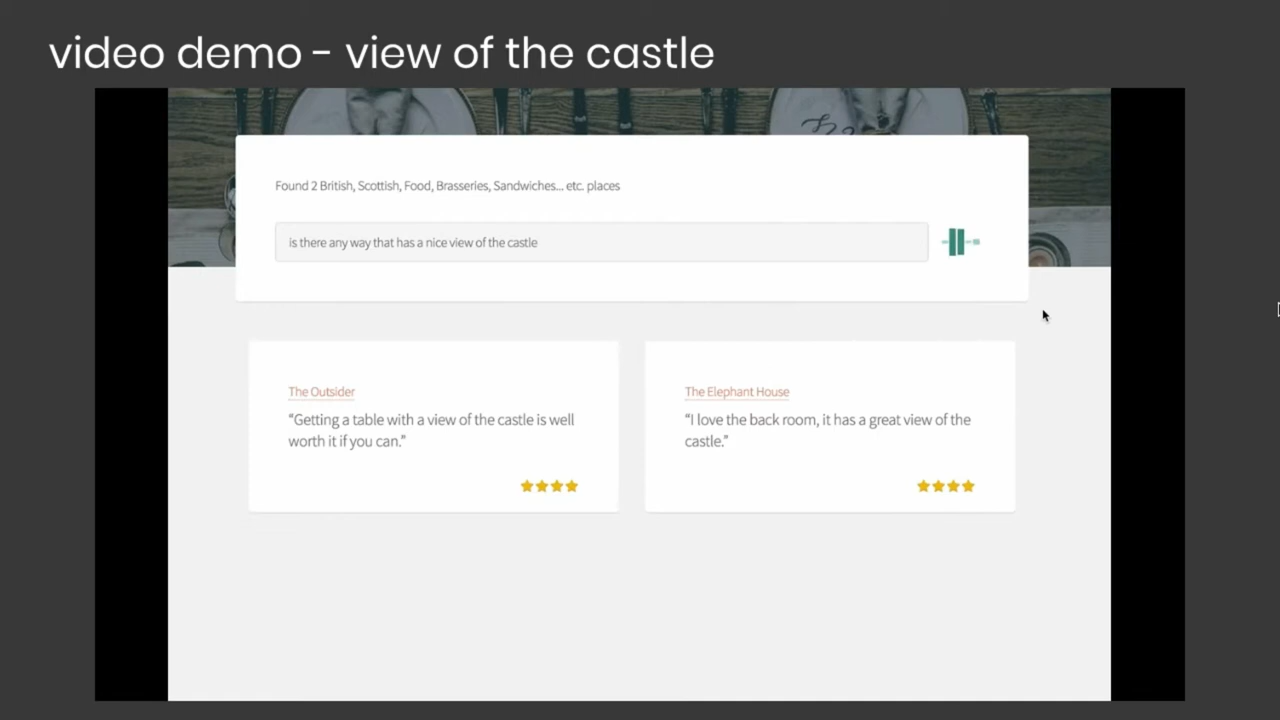 video demo - view of the castle
Found 2 British, Scottish, Food, Brasseries, Sandwiches... etc. places
is there any way that has a nice view of the castle
The Outsider
“Getting a table with a view of the castle is well
worth it if you can.”
The Elephant House
“I love the back room, it has a great view of the
castle.”